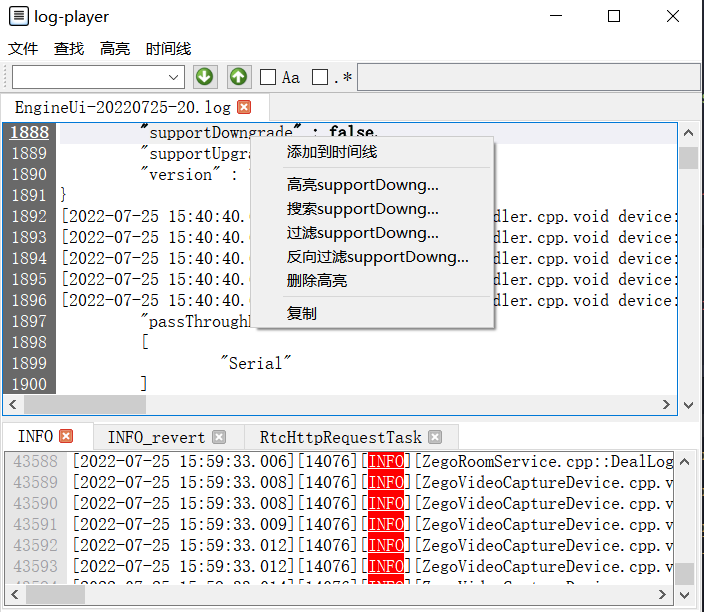 log-player
文件 查找 高亮 时间线
Aa .*
EngineUi-20220725-20.log
1888 "supportDowngrade" : false,
1889 "supportUpgra
1890 "version" :
1891 }
1892 [2022-07-25 15:40:40. dler.cpp.void device:
1893 [2022-07-25 15:40:40. dler.cpp.void device:
1894 [2022-07-25 15:40:40. dler.cpp.void device:
1895 [2022-07-25 15:40:40. dler.cpp.void device:
1896 [2022-07-25 15:40:40. dler.cpp.void device:
1897 "passThrough
1898 [
1899 "Serial"
1900 ]
添加到时间线
高亮supportDowng...
搜索supportDowng...
过滤supportDowng...
反向过滤supportDowng...
删除高亮
复制
INFO INFO_revert RtcHttpRequestTask
43588 [2022-07-25 15:59:33.006][14076][INFO][ZegoRoomService.cpp::DealLog
43589 [2022-07-25 15:59:33.008][14076][INFO][ZegoVideoCaptureDevice.cpp.v
43590 [2022-07-25 15:59:33.008][14076][INFO][ZegoVideoCaptureDevice.cpp.v
43591 [2022-07-25 15:59:33.009][14076][INFO][ZegoVideoCaptureDevice.cpp.v
43592 [2022-07-25 15:59:33.012][14076][INFO][ZegoVideoCaptureDevice.cpp.v
43593 [2022-07-25 15:59:33.012][14076][INFO][ZegoVideoCaptureDevice.cpp.v